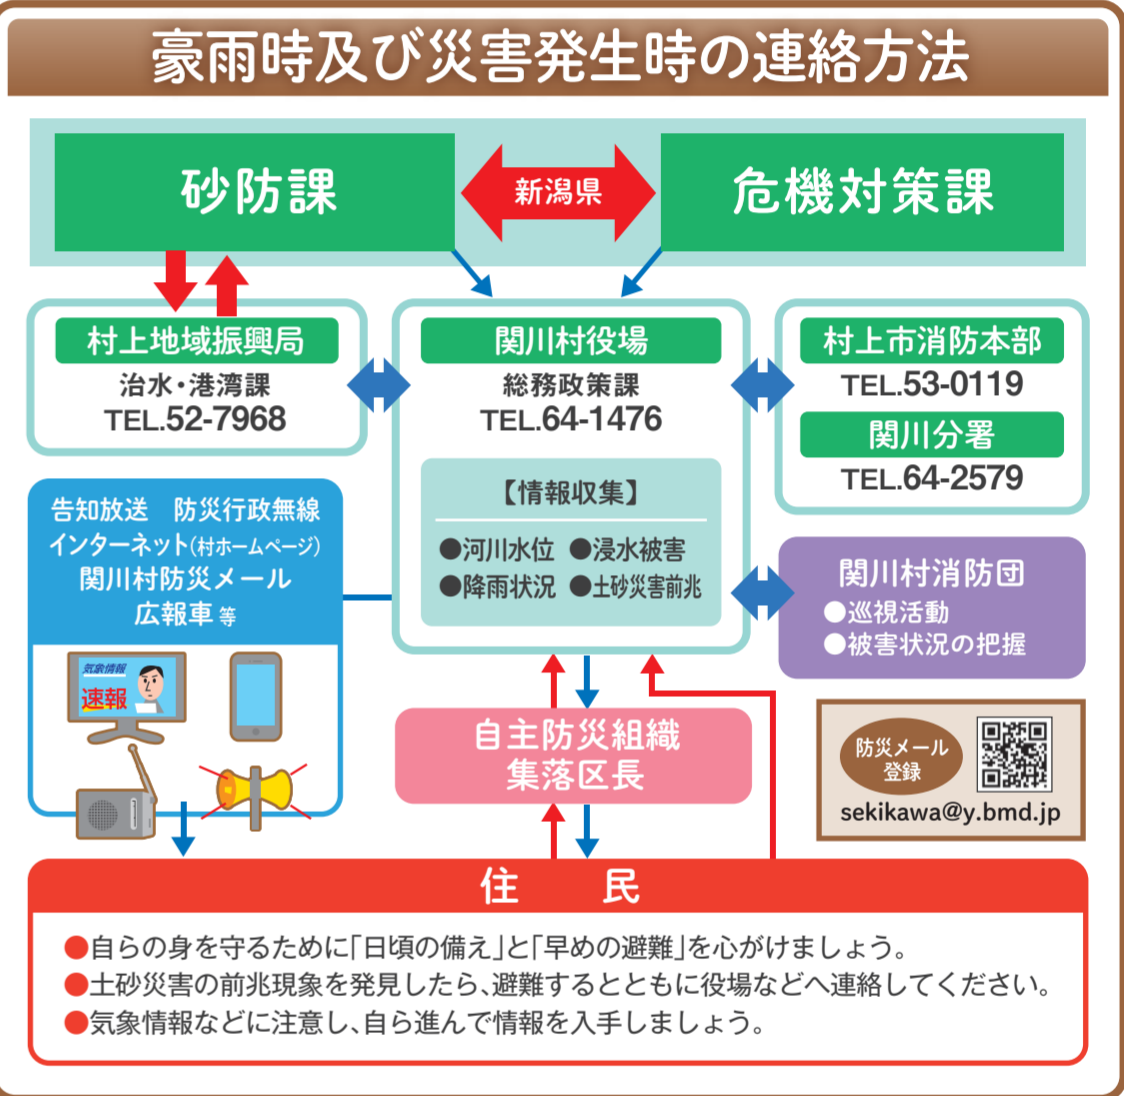 豪雨時及び災害発生時の連絡方法
砂防課
新潟県
危機対策課
村上地域振興局
治水・港湾課
TEL.52-7968
関川村役場
総務政策課
TEL.64-1476
【情報収集】
●河川水位 ●浸水被害
●降雨状況 ●土砂災害前兆
村上市消防本部
TEL.53-0119
関川分署
TEL.64-2579
告知放送 防災行政無線
インターネット(村ホームページ)
関川村防災メール
広報車 等
気象情報
速報
関川村消防団
●巡視活動
●被害状況の把握
自主防災組織
集落区長
防災メール
登録
sekikawa@y.bmd.jp
住 民
●自らの身を守るために「日頃の備え」と「早めの避難」を心がけましょう。
●土砂災害の前兆現象を発見したら、避難するとともに役場などへ連絡してください。
●気象情報などに注意し、自ら進んで情報を入手しましょう。